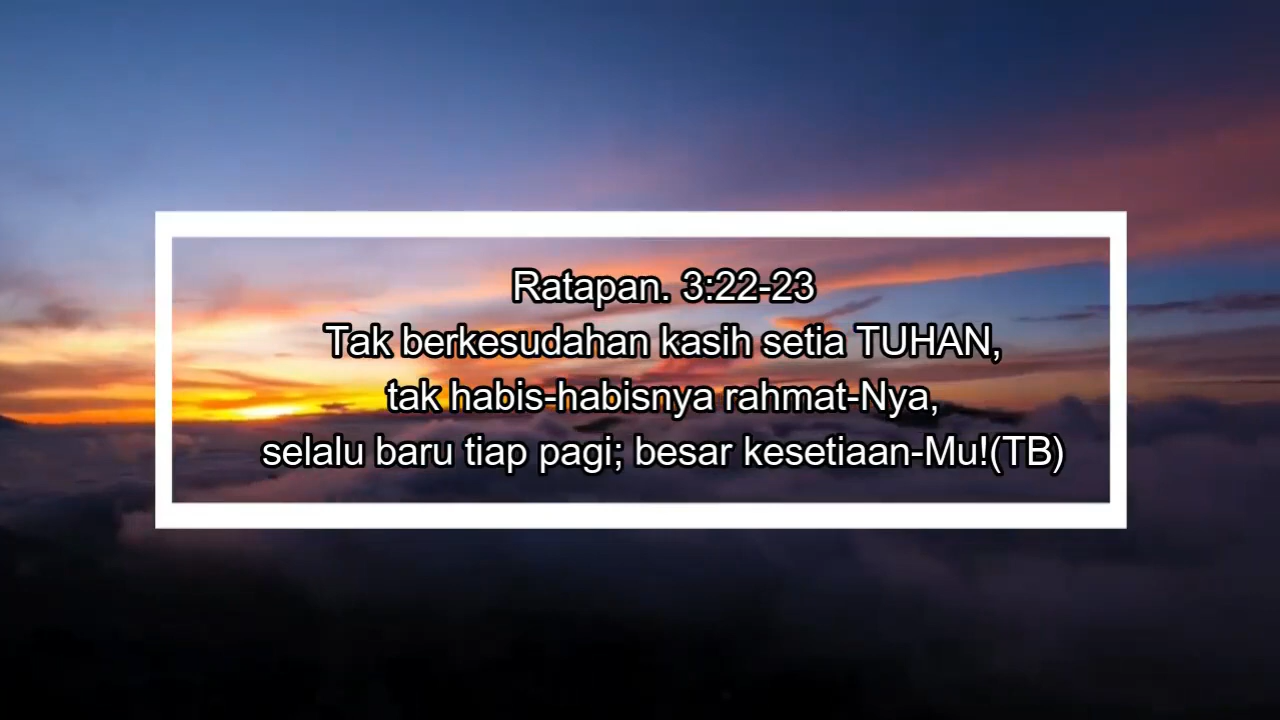 Ratapan. 3:22-23
Tak berkesudahan kasih setia TUHAN,
tak habis-habisnya rahmat-Nya,
selalu baru tiap pagi; besar kesetiaan-Mu!(TB)